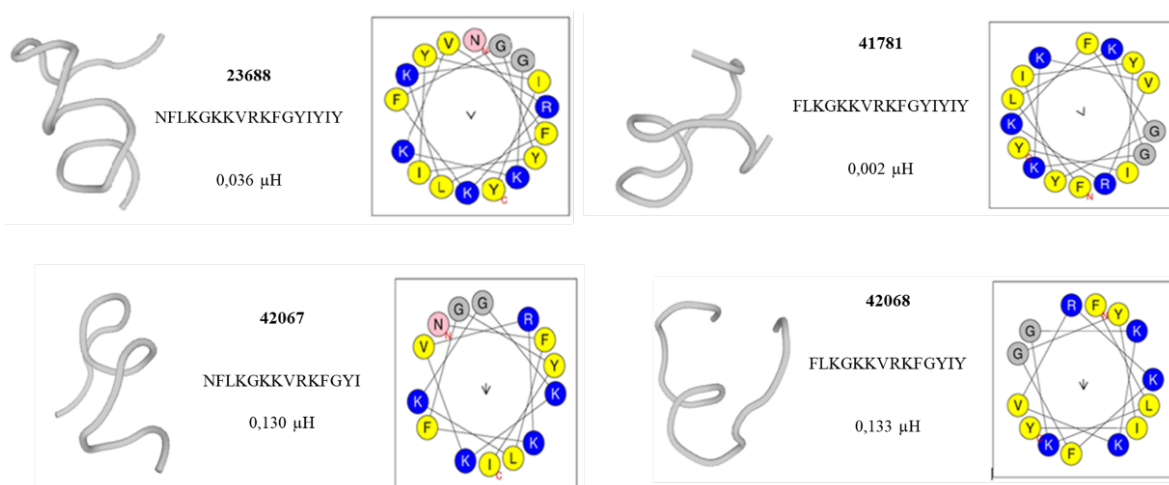 23688
NFLKGKKVRKFGYIYIY
0,036 µH
V N G
N
Y G
K I
F R
F
K Y
I K
L K Y
C
41781
FLKGKKVRKFGYIYIY
0,002 µH
F K
K Y
I V
L
K G
Y G
K I
Y F R
N
42067
NFLKGKKVRKFGYI
0,130 µH
G G
N R
N
V F
Y
K K
F K
K I L
C
42068
FLKGKKVRKFGYIY
0,133 µH
R F Y
N
G K
G
K
V L
Y I
K F K